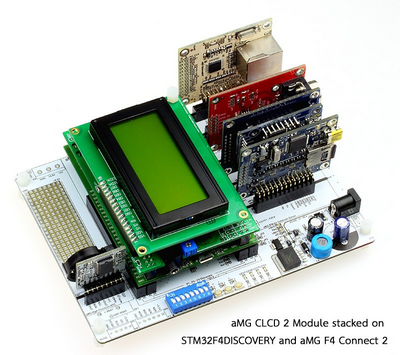 aMG CLCD 2 Module stacked on
STM32F4DISCOVERY and aMG F4 Connect 2